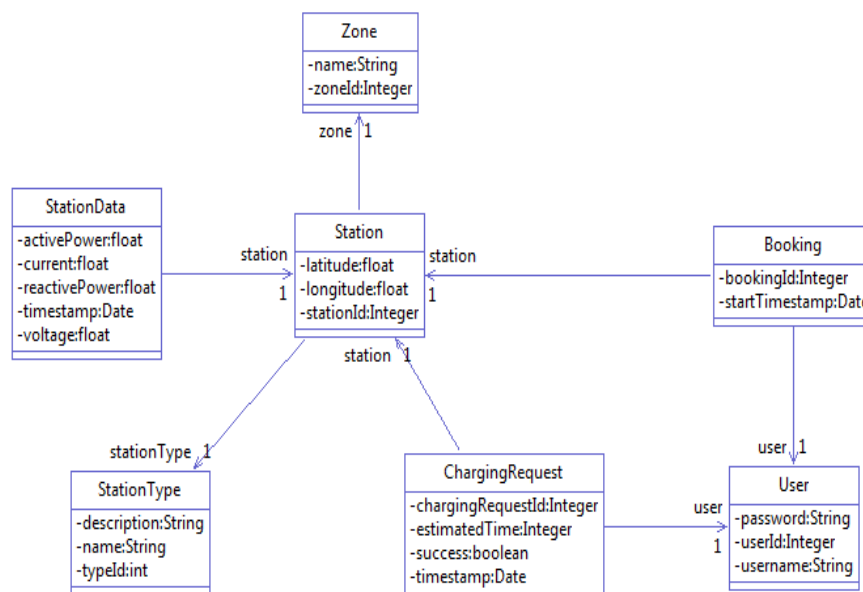 Zone
-name:String
-zoneId:Integer
zone 1
StationData
-activePower:float
-current:float
-reactivePower:float
-timestamp:Date
-voltage:float
station
1
Station
-latitude:float
-longitude:float
-stationId:Integer
station
1
Booking
-bookingId:Integer
-startTimestamp:Date
station 1
stationType 1
user 1
StationType
-description:String
-name:String
-typeId:int
ChargingRequest
-chargingRequestId:Integer
-estimatedTime:Integer
-success:boolean
-timestamp:Date
user
1
User
-password:String
-userId:Integer
-username:String